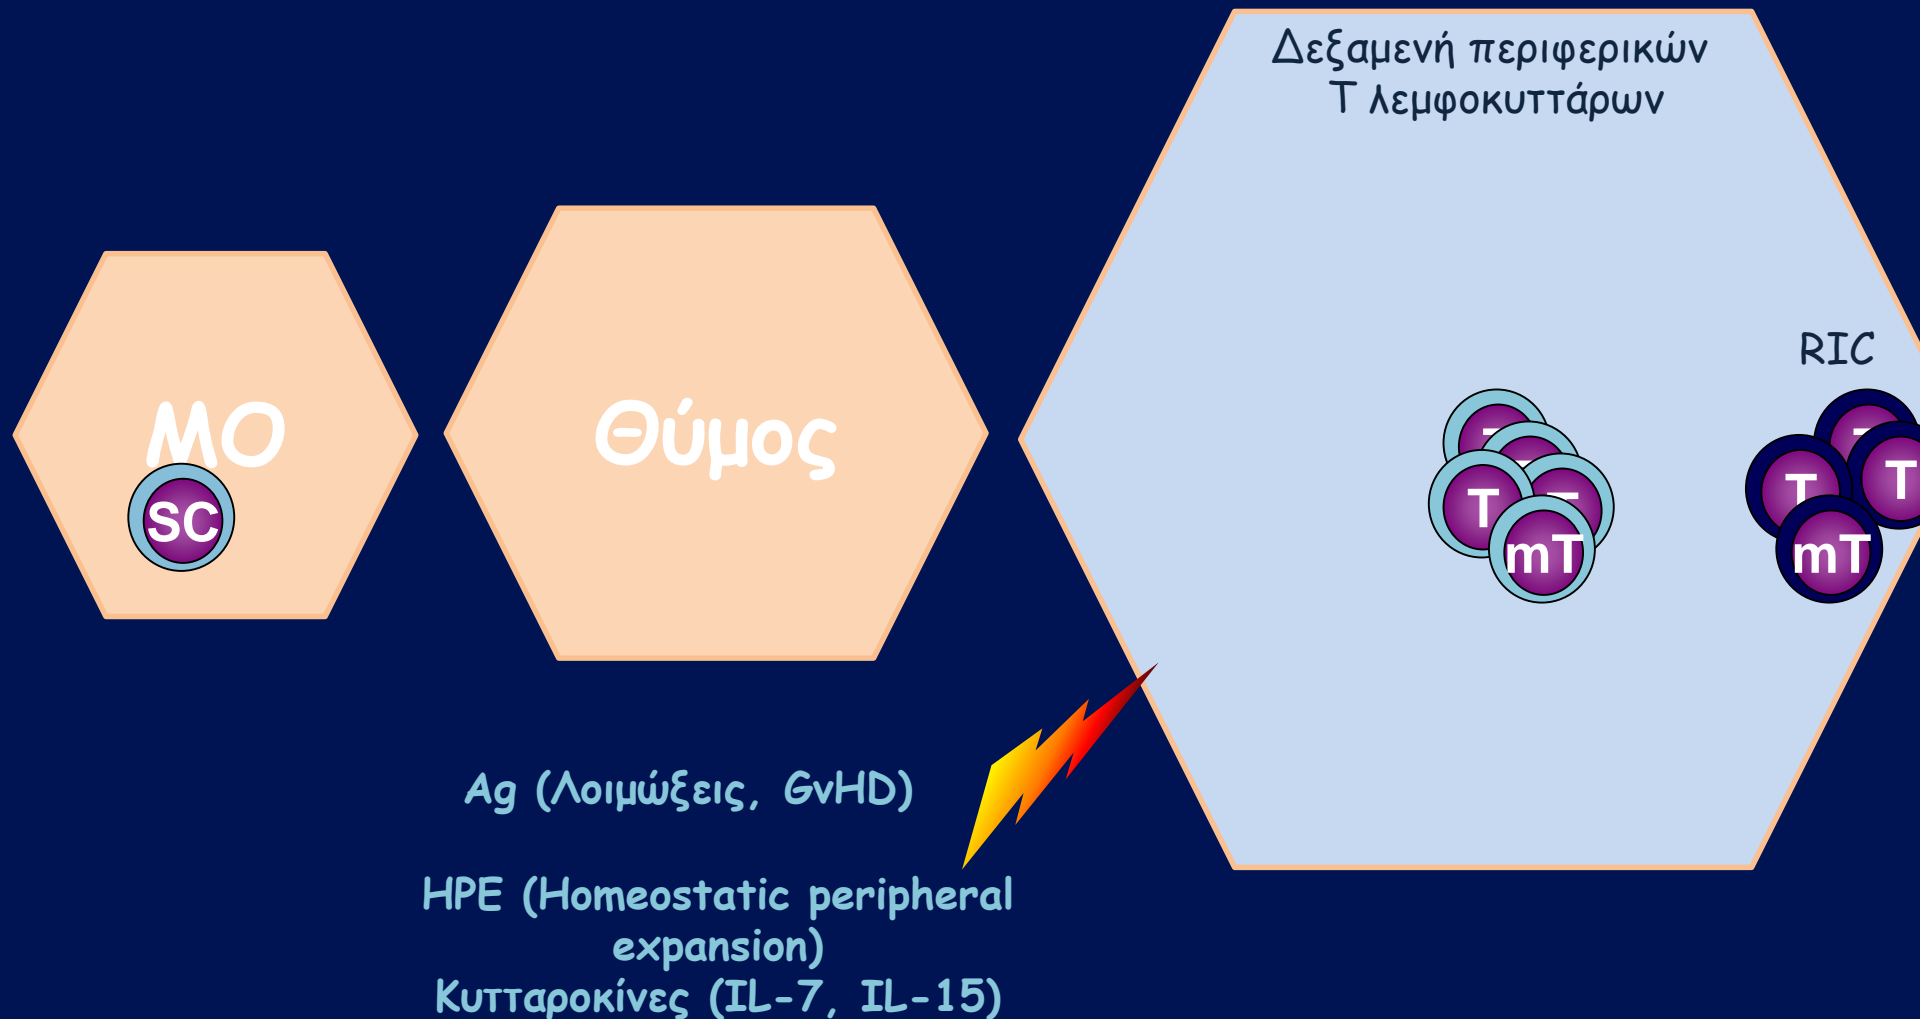 Δεξαμενή περιφερικών
Τ λεμφοκυττάρων
ΜΟ
SC
Θύμος
RIC
T
mT
T
T
mT
Ag (Λοιμώξεις, GvHD)
HPE (Homeostatic peripheral
expansion)
Κυτταροκίνες (IL-7, IL-15)